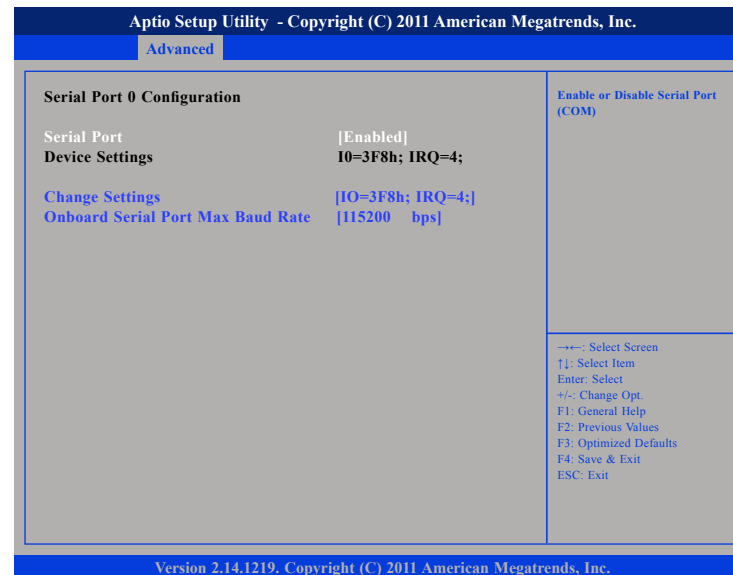 Aptio Setup Utility - Copyright (C) 2011 American Megatrends, Inc.
Advanced
Serial Port 0 Configuration
Serial Port [Enabled]
Device Settings I0=3F8h; IRQ=4;
Change Settings [IO=3F8h; IRQ=4;]
Onboard Serial Port Max Baud Rate [115200 bps]
Enable or Disable Serial Port
(COM)
→←: Select Screen
↑↓: Select Item
Enter: Select
+/-: Change Opt.
F1: General Help
F2: Previous Values
F3: Optimized Defaults
F4: Save & Exit
ESC: Exit
Version 2.14.1219. Copyright (C) 2011 American Megatrends, Inc.